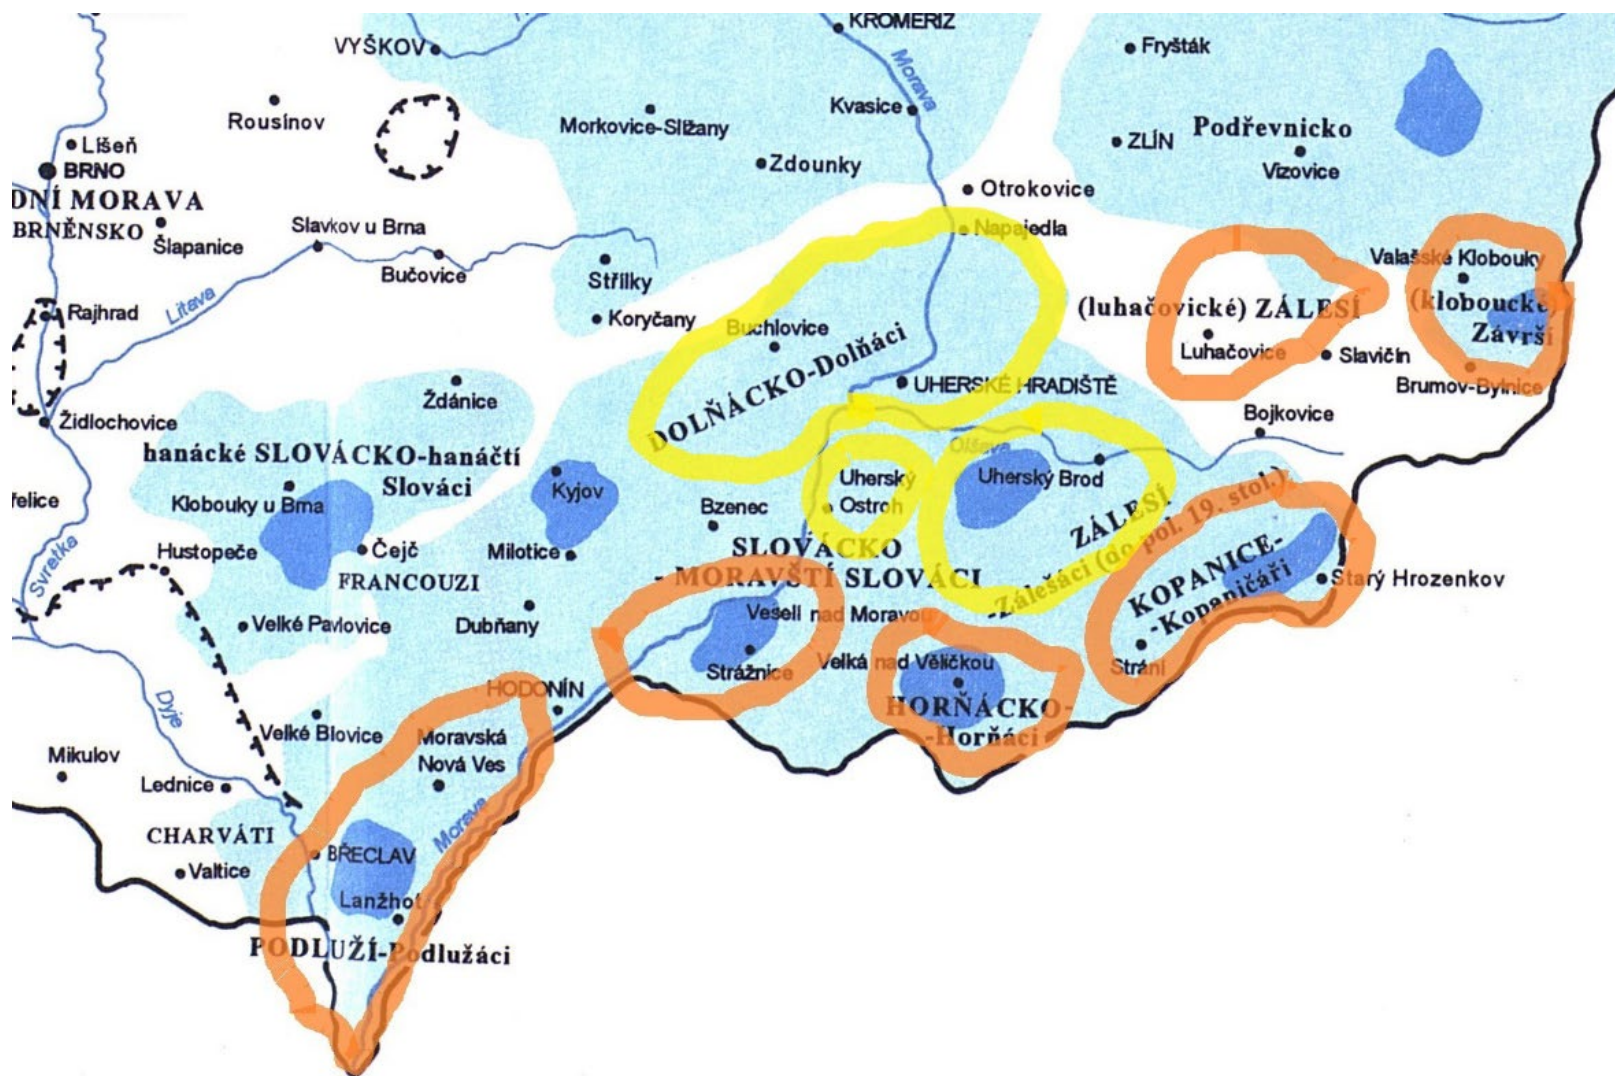 KROMERIZ
VYŠKOV
Morava
Fryšták
Rousínov
Kvasice
Morkovice-Slížany
Podřevnicko
Líšeň
BRNO
Zdounky
ZLÍN
Vizovice
DNÍ MORAVA
BRNĚNSKO
Šlapanice
Slavkov u Brna
Bučovice
Otrokovice
Napajedla
Střílky
Koryčany
Litava
Rajhrad
Valašské Klobouky
(luhačovické) ZÁLESÍ
(kloboucké)
Závrší
Buchlovice
DOLŇÁCKO-Dolňáci
Luhačovice
Slavičín
Brumov-Bylnice
UHERSKÉ HRADIŠTĚ
Ždánice
Židlochovice
Bojkovice
Olšava
hanácké SLOVÁCKO-hanáčtí
Slováci
Klobouky u Brna
Kyjov
Uherský
Ostroh
Uherský Brod
Bzenec
ZÁLESÍ
-Zálešáci (do pol. 19. stol.)
Svretka
Hustopeče
Čejč
Milotice
FRANCOUZI
SLOVÁCKO
- MORAVŠTÍ SLOVÁCI
KOPANICE-
-Kopaničáři
Starý Hrozenkov
Velké Pavlovice
Dubňany
Veselí nad Moravou
Strážnice
Velká nad Věličkou
Strání
HORŇÁCKO-
-Horňáci
Dyje
HODONÍN
Velké Blovice
Moravská
Nová Ves
Mikulov
Lednice
Morava
CHARVÁTI
Valtice
BŘECLAV
Lanžhot
PODLUŽÍ-Podlužáci